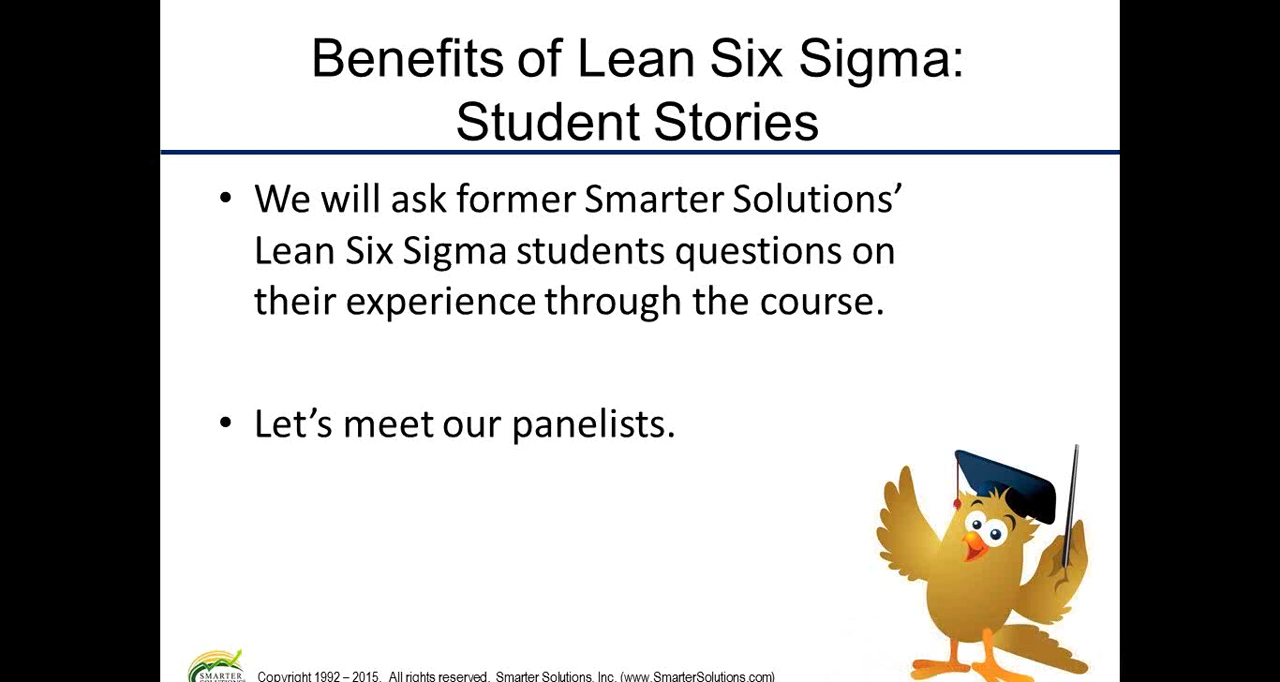 Benefits of Lean Six Sigma:
Student Stories
• We will ask former Smarter Solutions’
Lean Six Sigma students questions on
their experience through the course.
• Let’s meet our panelists.
SMARTER
SOLUTIONS
Copyright 1992 – 2015. All rights reserved. Smarter Solutions, Inc. (www.SmarterSolutions.com)